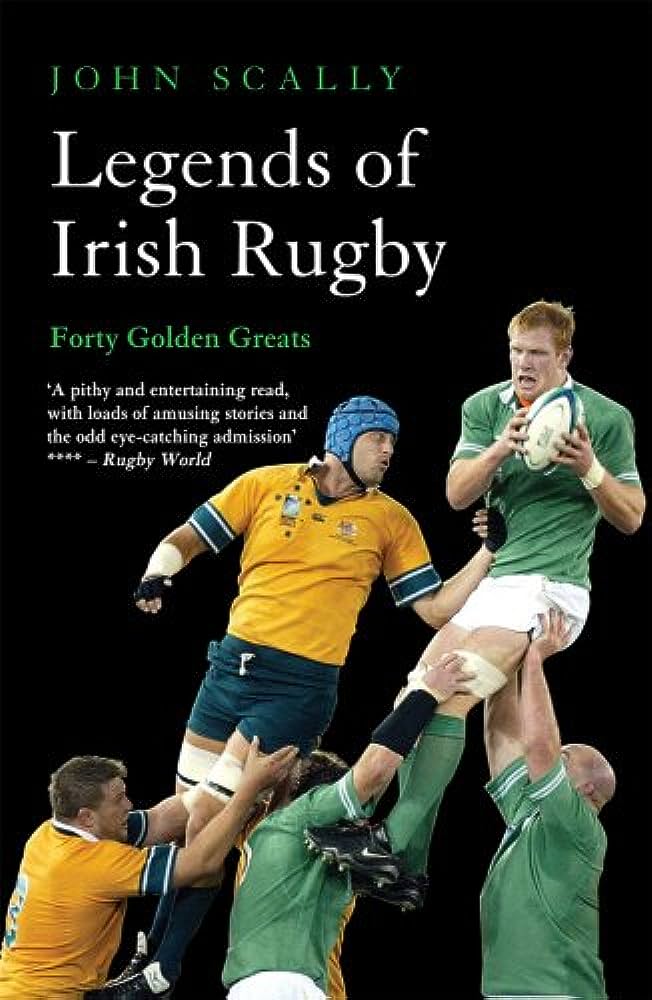 JOHN SCALLY
Legends of
Irish Rugby
Forty Golden Greats
‘A pithy and entertaining read,
with loads of amusing stories and
the odd eye-catching admission’
**** – Rugby World